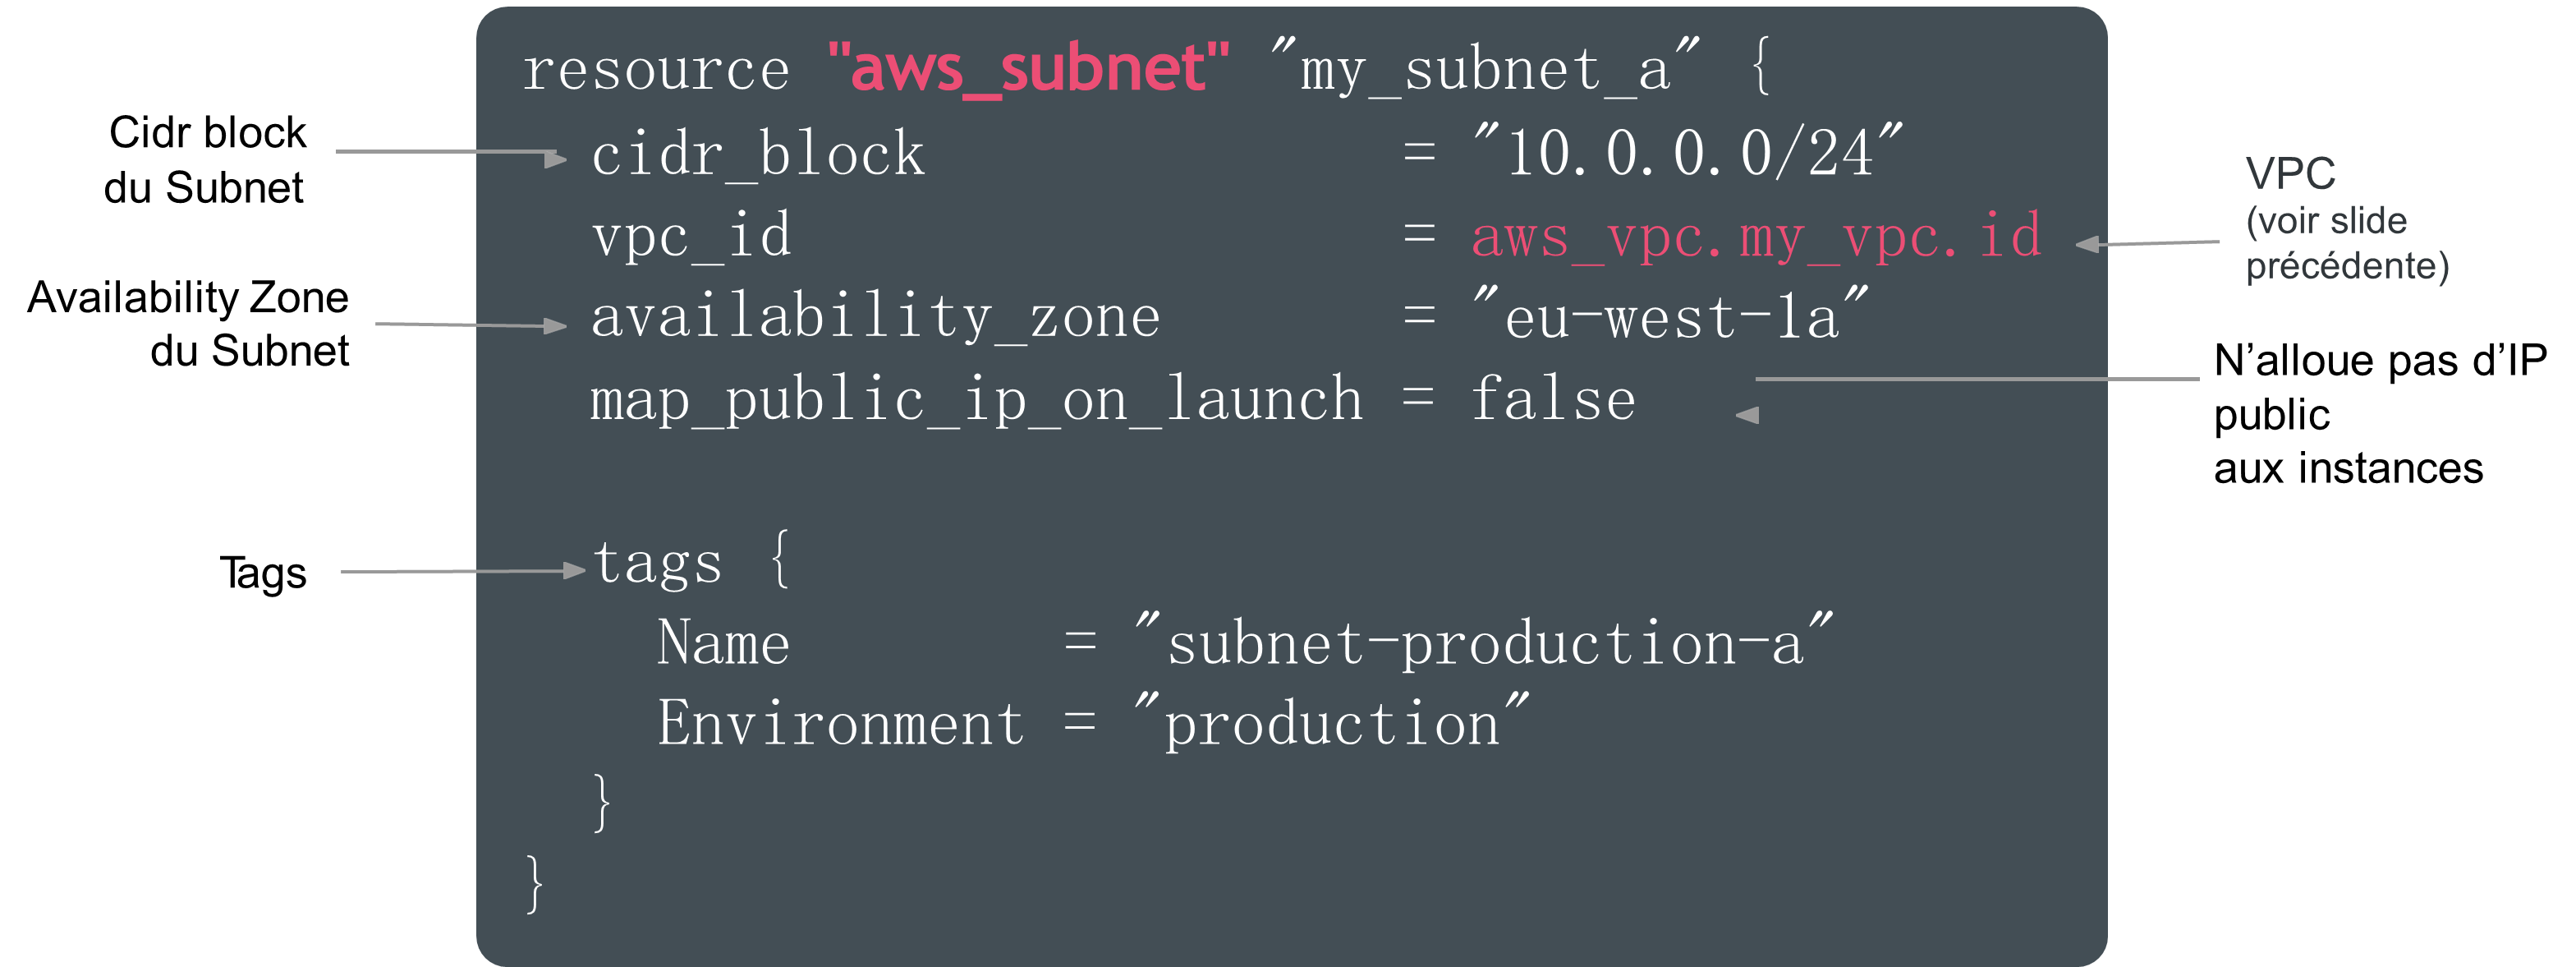 resource "aws_subnet" "my_subnet_a" {
cidr_block = "10.0.0.0/24"
vpc_id = aws_vpc.my_vpc.id
availability_zone = "eu-west-1a"
map_public_ip_on_launch = false
tags {
Name = "subnet-production-a"
Environment = "production"
}
}
Cidr block
du Subnet
Availability Zone
du Subnet
Tags
VPC
(voir slide
précédente)
N’alloue pas d’IP
public
aux instances